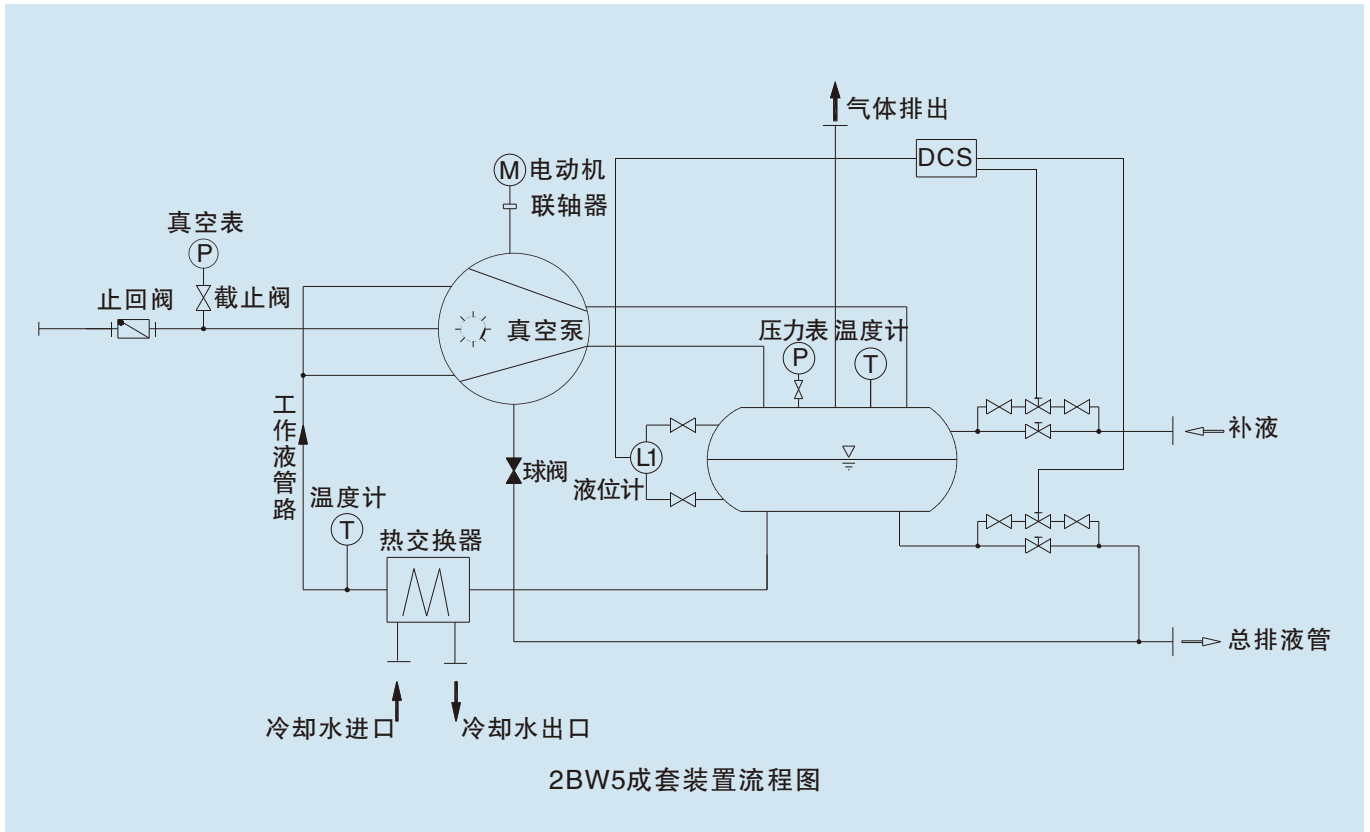 气体排出
DCS
M
电动机
联轴器
真空表
P
止回阀
截止阀
真空泵
压力表
温度计
P
T
工作液管路
补液
L1
球阀
液位计
温度计
T
热交换器
总排液管
冷却水进口
冷却水出口
2BW5成套装置流程图